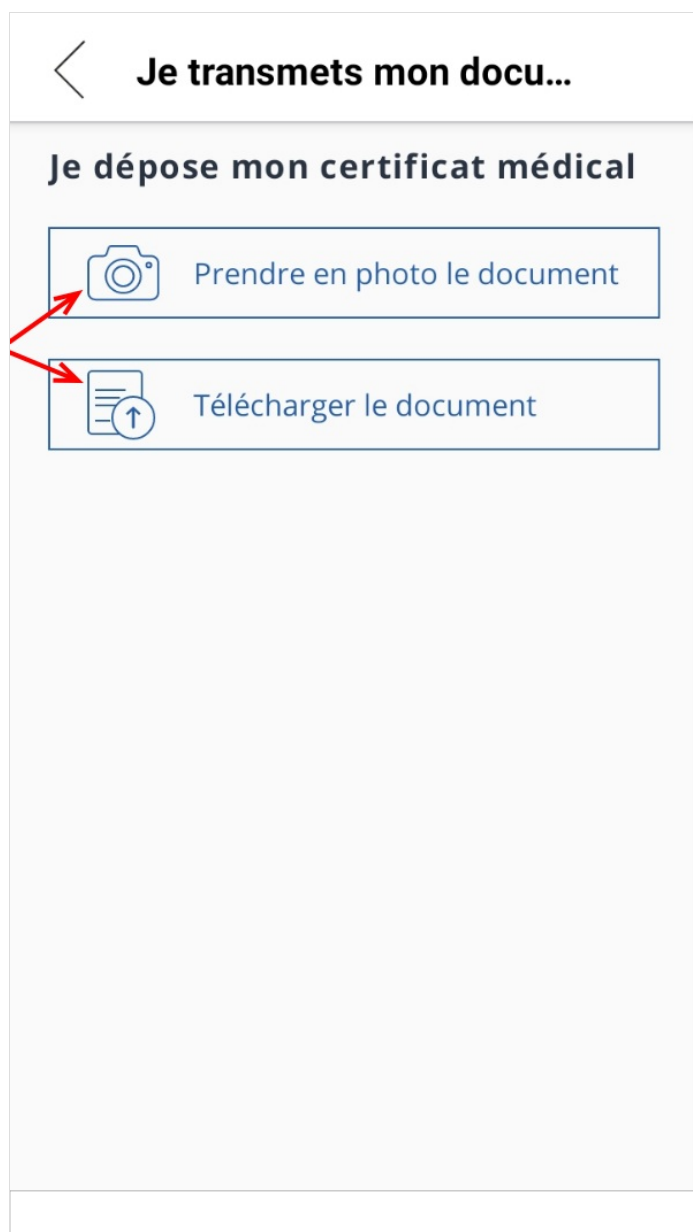 Je transmets mon docu...
Je dépose mon certificat médical
Prendre en photo le document
Télécharger le document